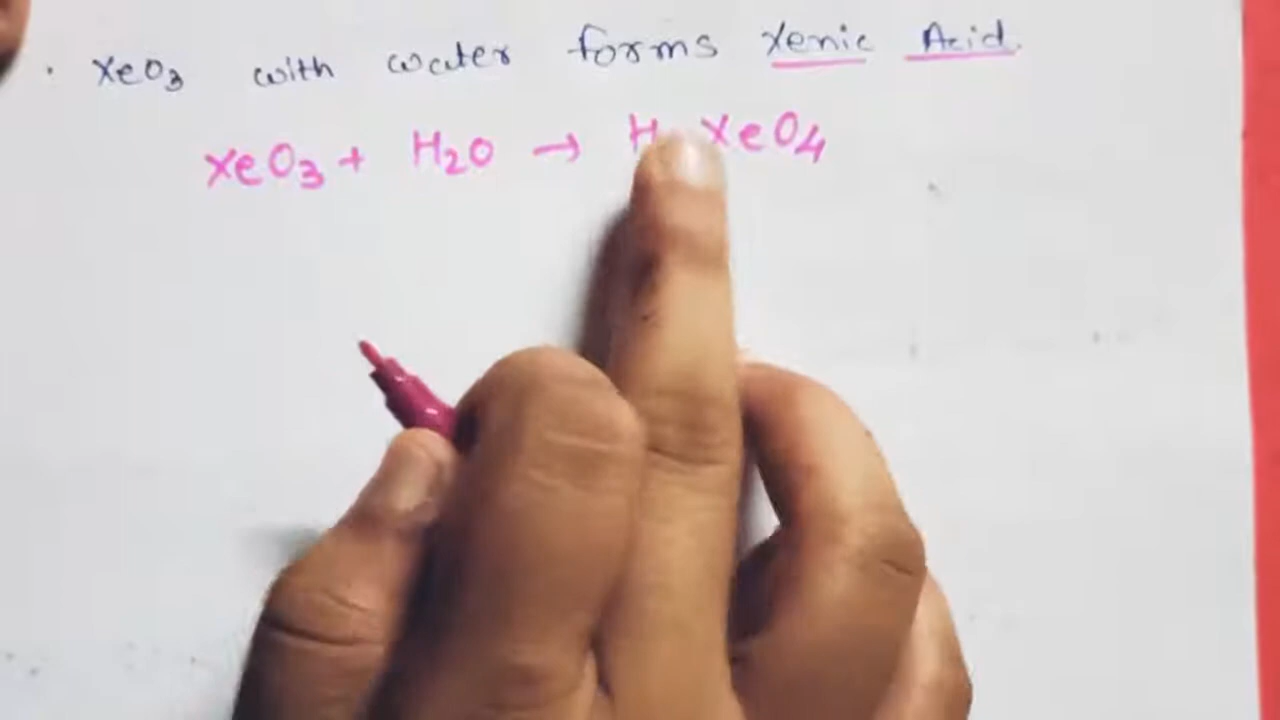 · XeO3 with water forms Xenic Acid.
XeO3 + H2O → H XeO4